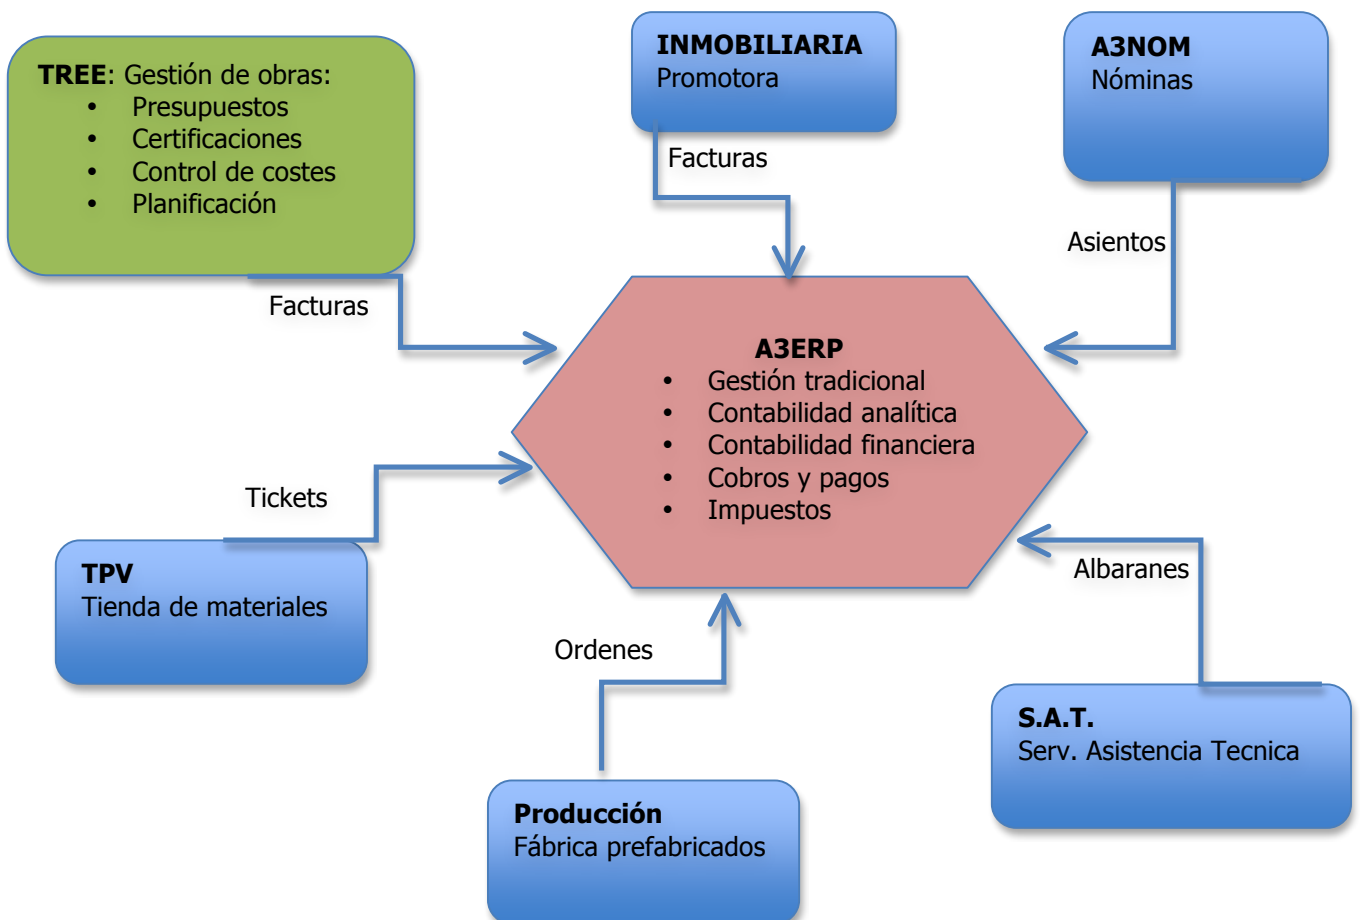 TREE: Gestión de obras:
• Presupuestos
• Certificaciones
• Control de costes
• Planificación
INMOBILIARIA
Promotora
A3NOM
Nóminas
Facturas
Asientos
Facturas
A3ERP
• Gestión tradicional
• Contabilidad analítica
• Contabilidad financiera
• Cobros y pagos
• Impuestos
Tickets
TPV
Tienda de materiales
Albaranes
Ordenes
S.A.T.
Serv. Asistencia Tecnica
Producción
Fábrica prefabricados